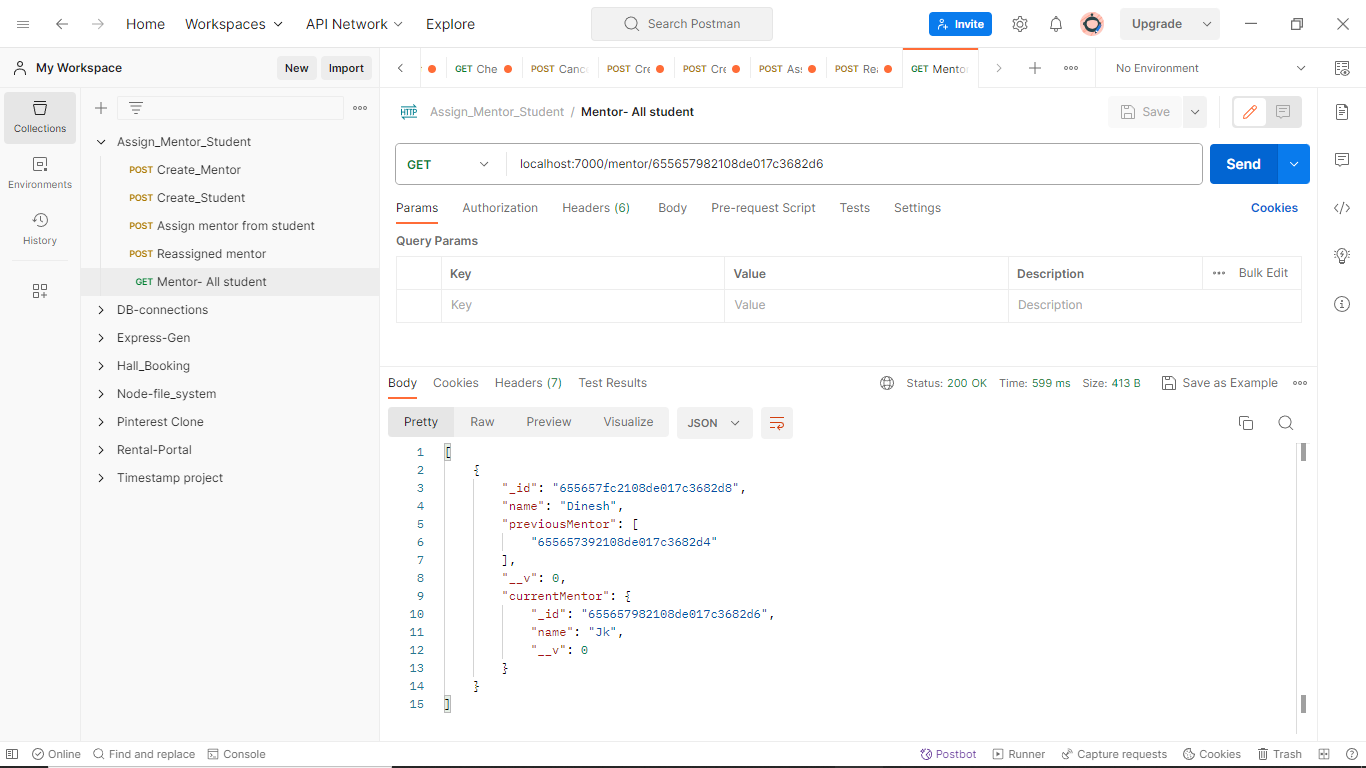 Home Workspaces API Network Explore Search Postman Invite Upgrade
My Workspace New Import
GET Che POST Canc POST Cre POST Cre POST Ass POST Rea GET Mento No Environment
Collections
Environments
History
Assign_Mentor_Student
POST Create_Mentor
POST Create_Student
POST Assign mentor from student
POST Reassigned mentor
GET Mentor- All student
DB-connections
Express-Gen
Hall_Booking
Node-file_system
Pinterest Clone
Rental-Portal
Timestamp project
HTTP Assign_Mentor_Student / Mentor- All student Save
GET localhost:7000/mentor/655657982108de017c3682d6 Send
Params Authorization Headers (6) Body Pre-request Script Tests Settings Cookies
Query Params
Key Value Description Bulk Edit
Key Value Description
Body Cookies Headers (7) Test Results Status: 200 OK Time: 599 ms Size: 413 B Save as Example
Pretty Raw Preview Visualize JSON
1 [
2 {
3 "_id": "655657fc2108de017c3682d8",
4 "name": "Dinesh",
5 "previousMentor": [
6 "655657392108de017c3682d4"
7 ],
8 "__v": 0,
9 "currentMentor": {
10 "_id": "655657982108de017c3682d6",
11 "name": "Jk",
12 "__v": 0
13 }
14 }
15 ]
Online Find and replace Console Postbot Runner Capture requests Cookies Trash